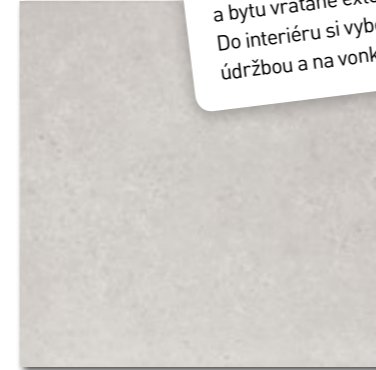 a bytu vrátane
Do interiéru si
údržbou a na